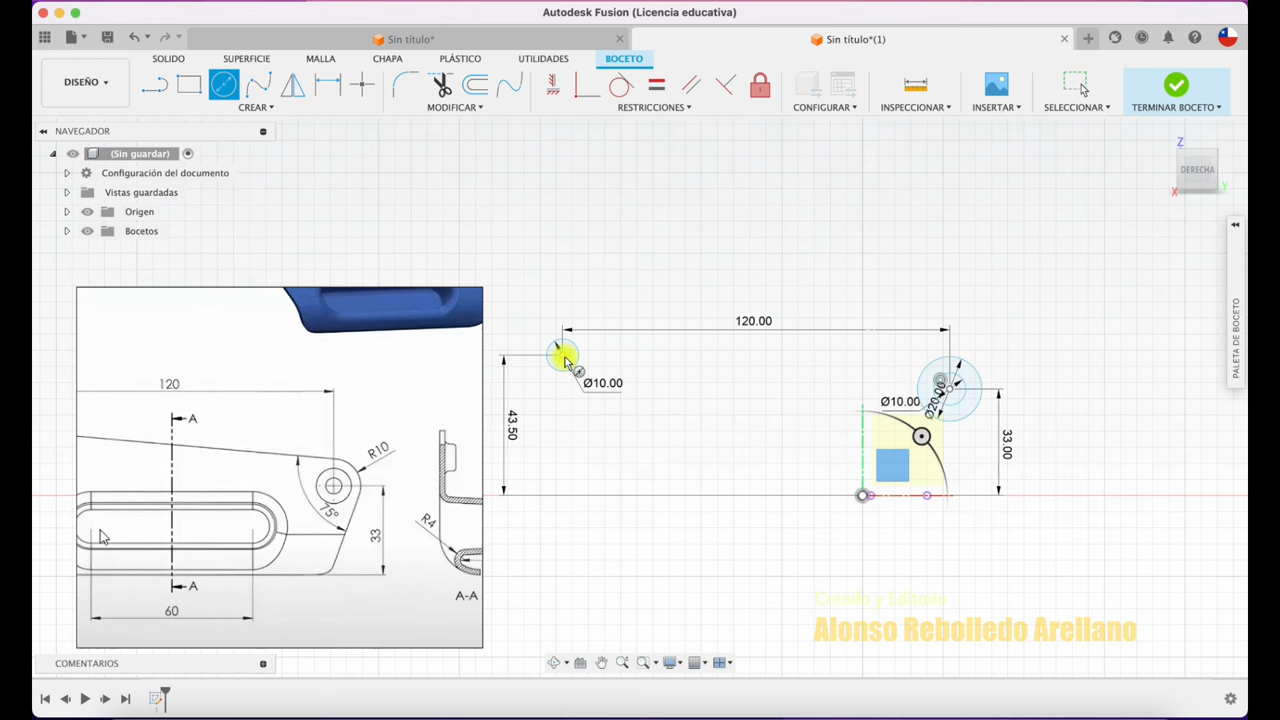 Autodesk Fusion (Licencia educativa)
Sin título*
Sin título*(1)
DISEÑO
SOLIDO
SUPERFICIE
MALLA
CHAPA
PLÁSTICO
UTILIDADES
BOCETO
CREAR
MODIFICAR
RESTRICCIONES
CONFIGURAR
INSPECCIONAR
INSERTAR
SELECCIONAR
TERMINAR BOCETO
NAVEGADOR
(Sin guardar)
Configuración del documento
Vistas guardadas
Origen
Bocetos
Z
DERECHA
X
Y
PALETA DE BOCETO
120.00
Ø10.00
43.50
Ø10.00
Ø20.00
33.00
120
A
R10
75°
33
R4
A
A-A
60
Creado y Editado
Alonso Rebolledo Arellano
COMENTARIOS